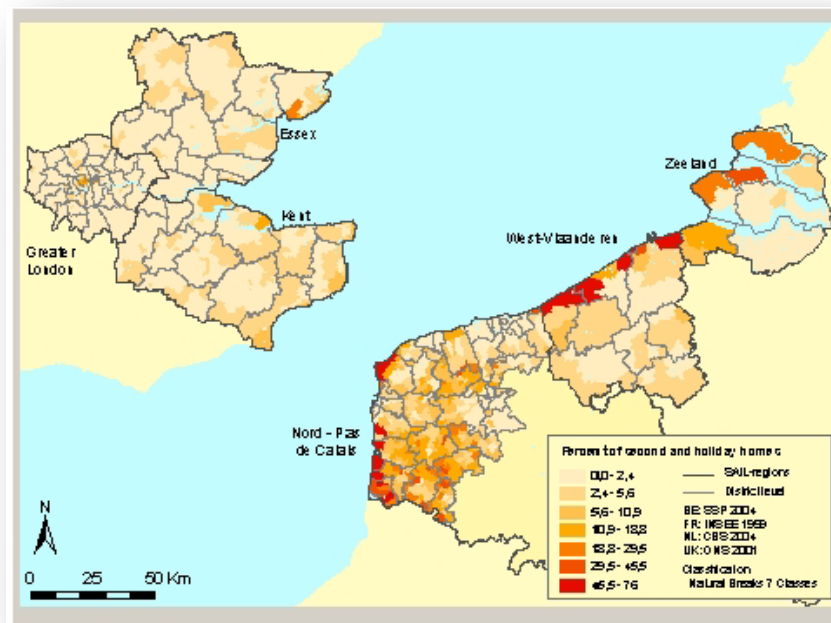 Essex
Zeeland
Kent
West-Vlaanderen
Greater
London
Nord - Pas
de Calais
N
0 25 50 Km
Percent of second and holiday homes
0,0 - 2,4
2,4 - 5,6
5,6 - 10,9
10,9 - 18,8
18,8 - 29,5
29,5 - 45,5
45,5 - 76
SAIL-regions
District level
BE: SSP 2004
FR: INSEE 1999
NL: CBS 2004
UK: ONS 2001
Classification
Natural Breaks 7 Classes